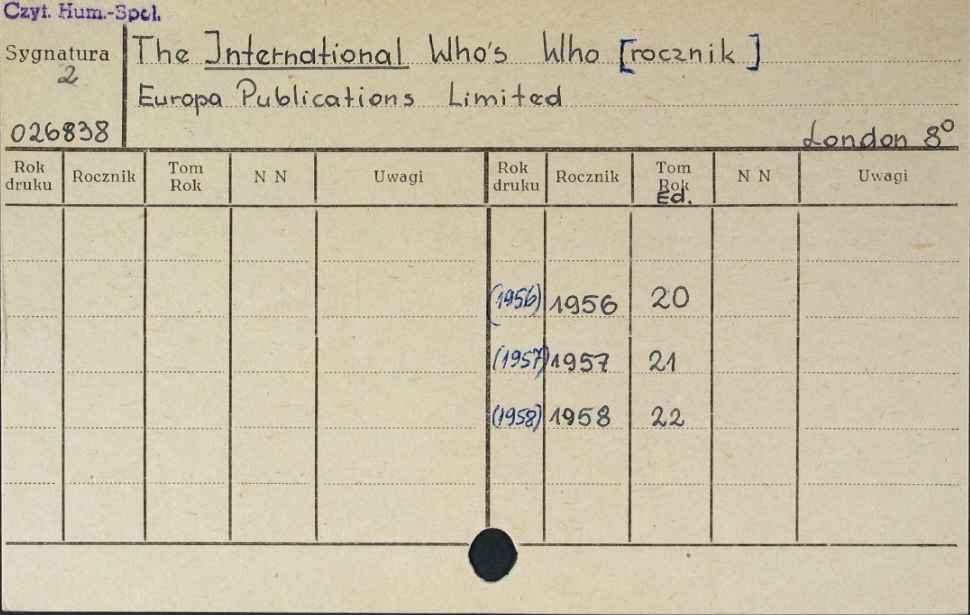 Czyt. Hum.-Społ.
Sygnatura
2
026838
The International Who's Who [rocznik]
Europa Publications Limited
London 8°
Rok druku Rocznik Tom Rok N N Uwagi Rok druku Rocznik Tom Rok Ed. N N Uwagi
(1956) 1956 20
(1957) 1957 21
(1958) 1958 22